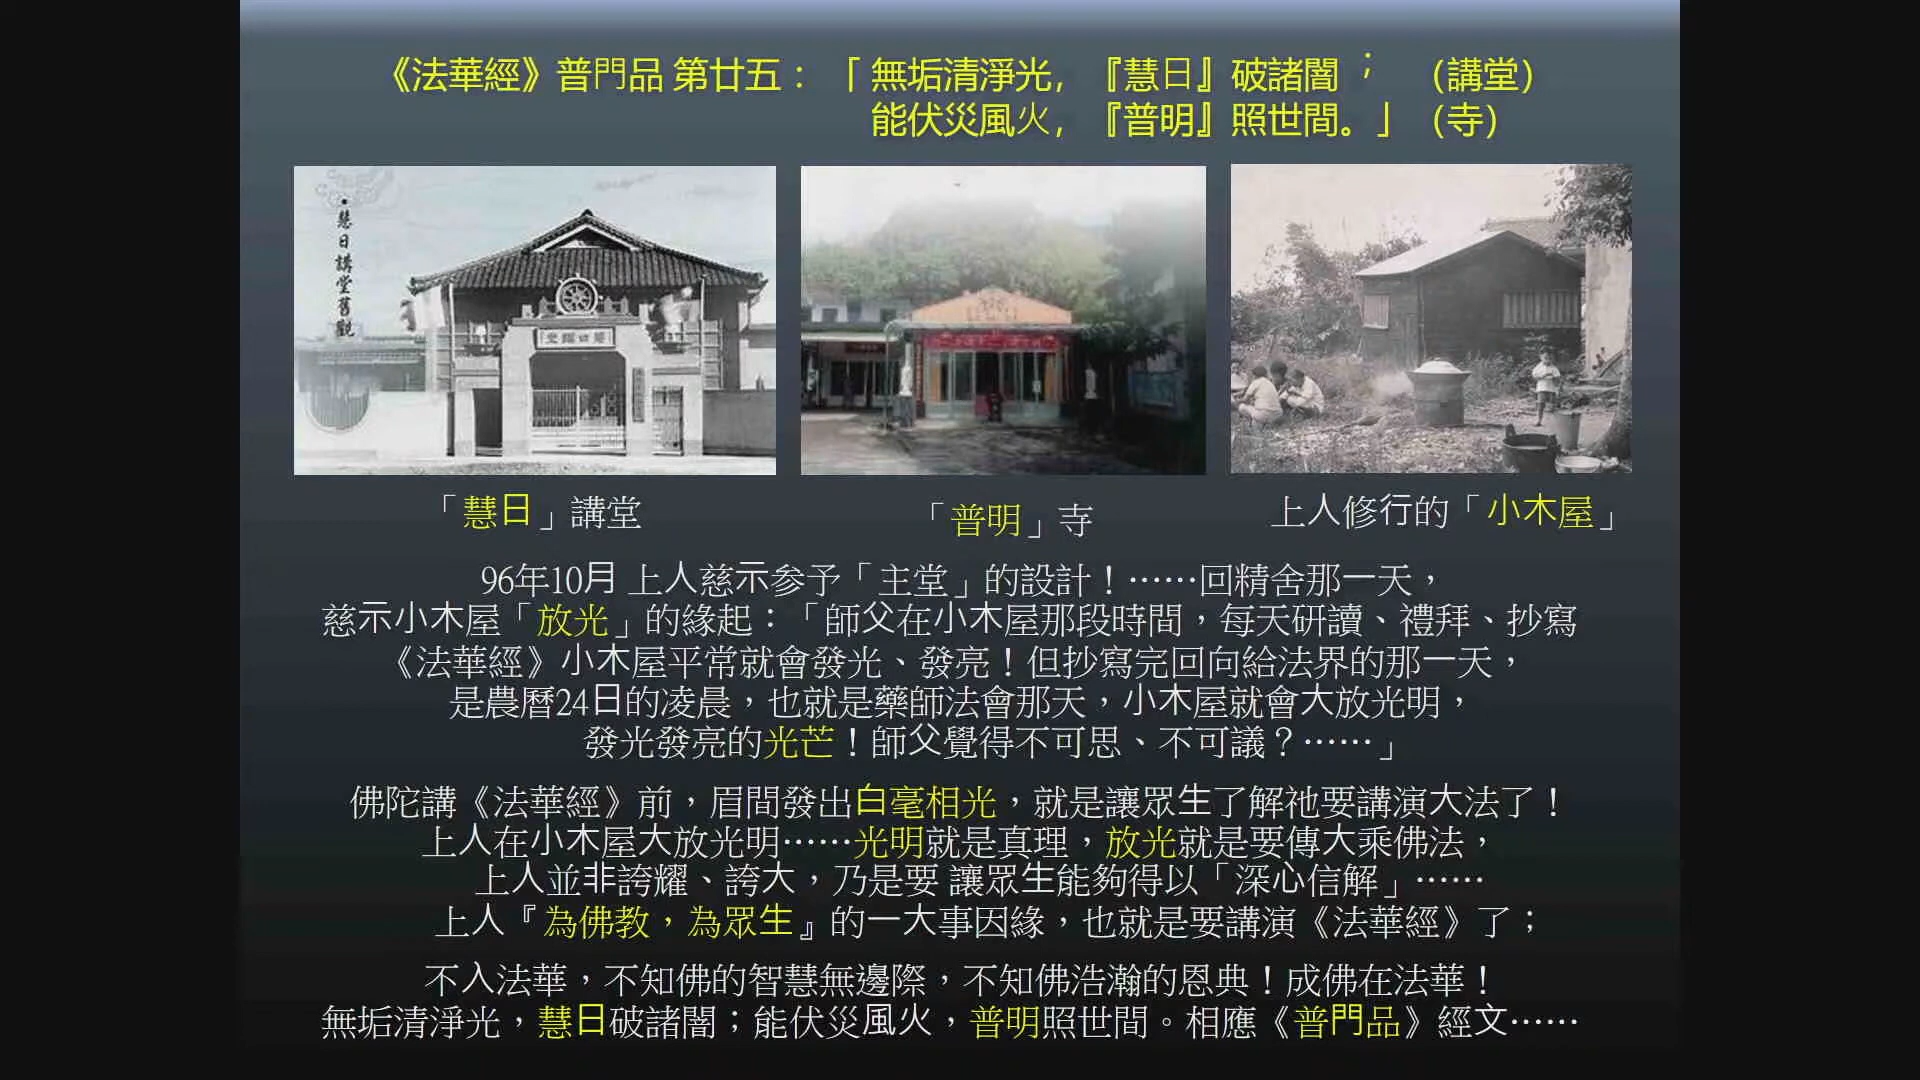 《法華經》普門品 第廿五：「 無垢清淨光，『慧日』破諸闇 ； （講堂）
能伏災風火，『普明』照世間。」（寺）
・慧日講堂舊觀
「慧日」講堂
「普明」寺
上人修行的「小木屋」
96年10月 上人慈示參予「主堂」的設計！……回精舍那一天，
慈示小木屋「放光」的緣起：「師父在小木屋那段時間，每天研讀、禮拜、抄寫
《法華經》小木屋平常就會發光、發亮！但抄寫完回向給法界的那一天，
是農曆24日的凌晨，也就是藥師法會那天，小木屋就會大放光明，
發光發亮的光芒！師父覺得不可思、不可議？……」
佛陀講《法華經》前，眉間發出白毫相光，就是讓眾生了解祂要講演大法了！
上人在小木屋大放光明……光明就是真理，放光就是要傳大乘佛法，
上人並非誇耀、誇大，乃是要 讓眾生能夠得以「深心信解」……
上人『為佛教，為眾生』的一大事因緣，也就是要講演《法華經》了；
不入法華，不知佛的智慧無邊際，不知佛浩瀚的恩典！成佛在法華！
無垢清淨光，慧日破諸闇；能伏災風火，普明照世間。相應《普門品》經文……